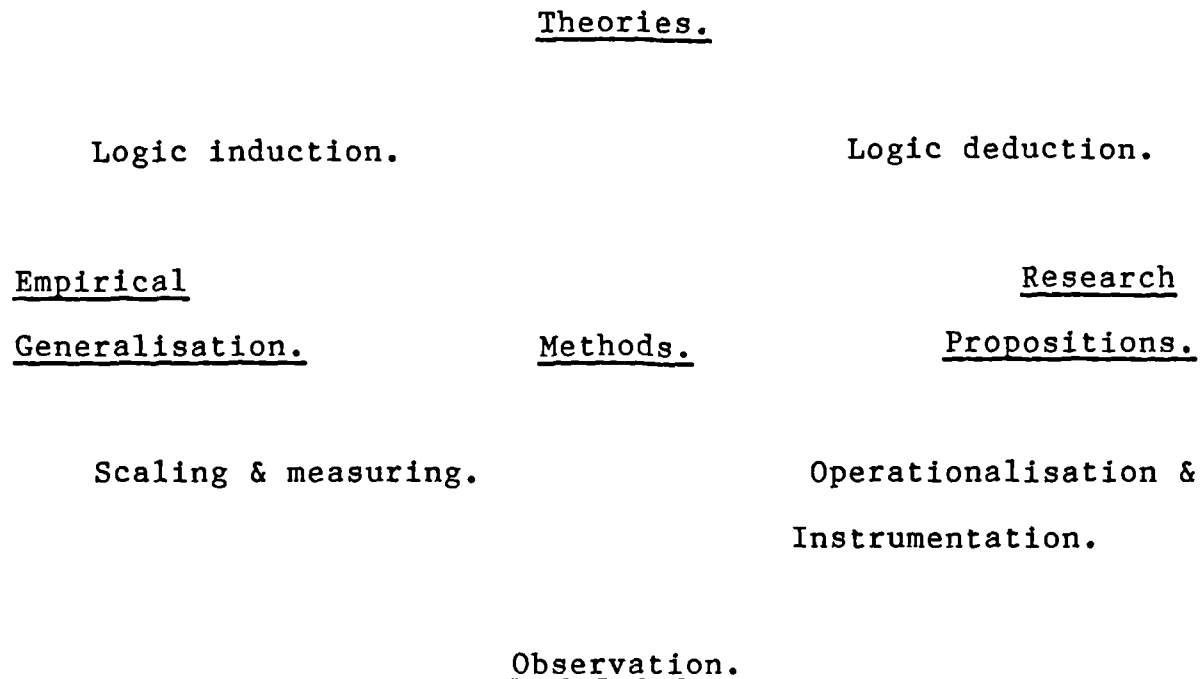 Theories.
Logic induction.
Logic deduction.
Empirical
Research
Generalisation.
Methods.
Propositions.
Scaling & measuring.
Operationalisation &
Instrumentation.
Observation.